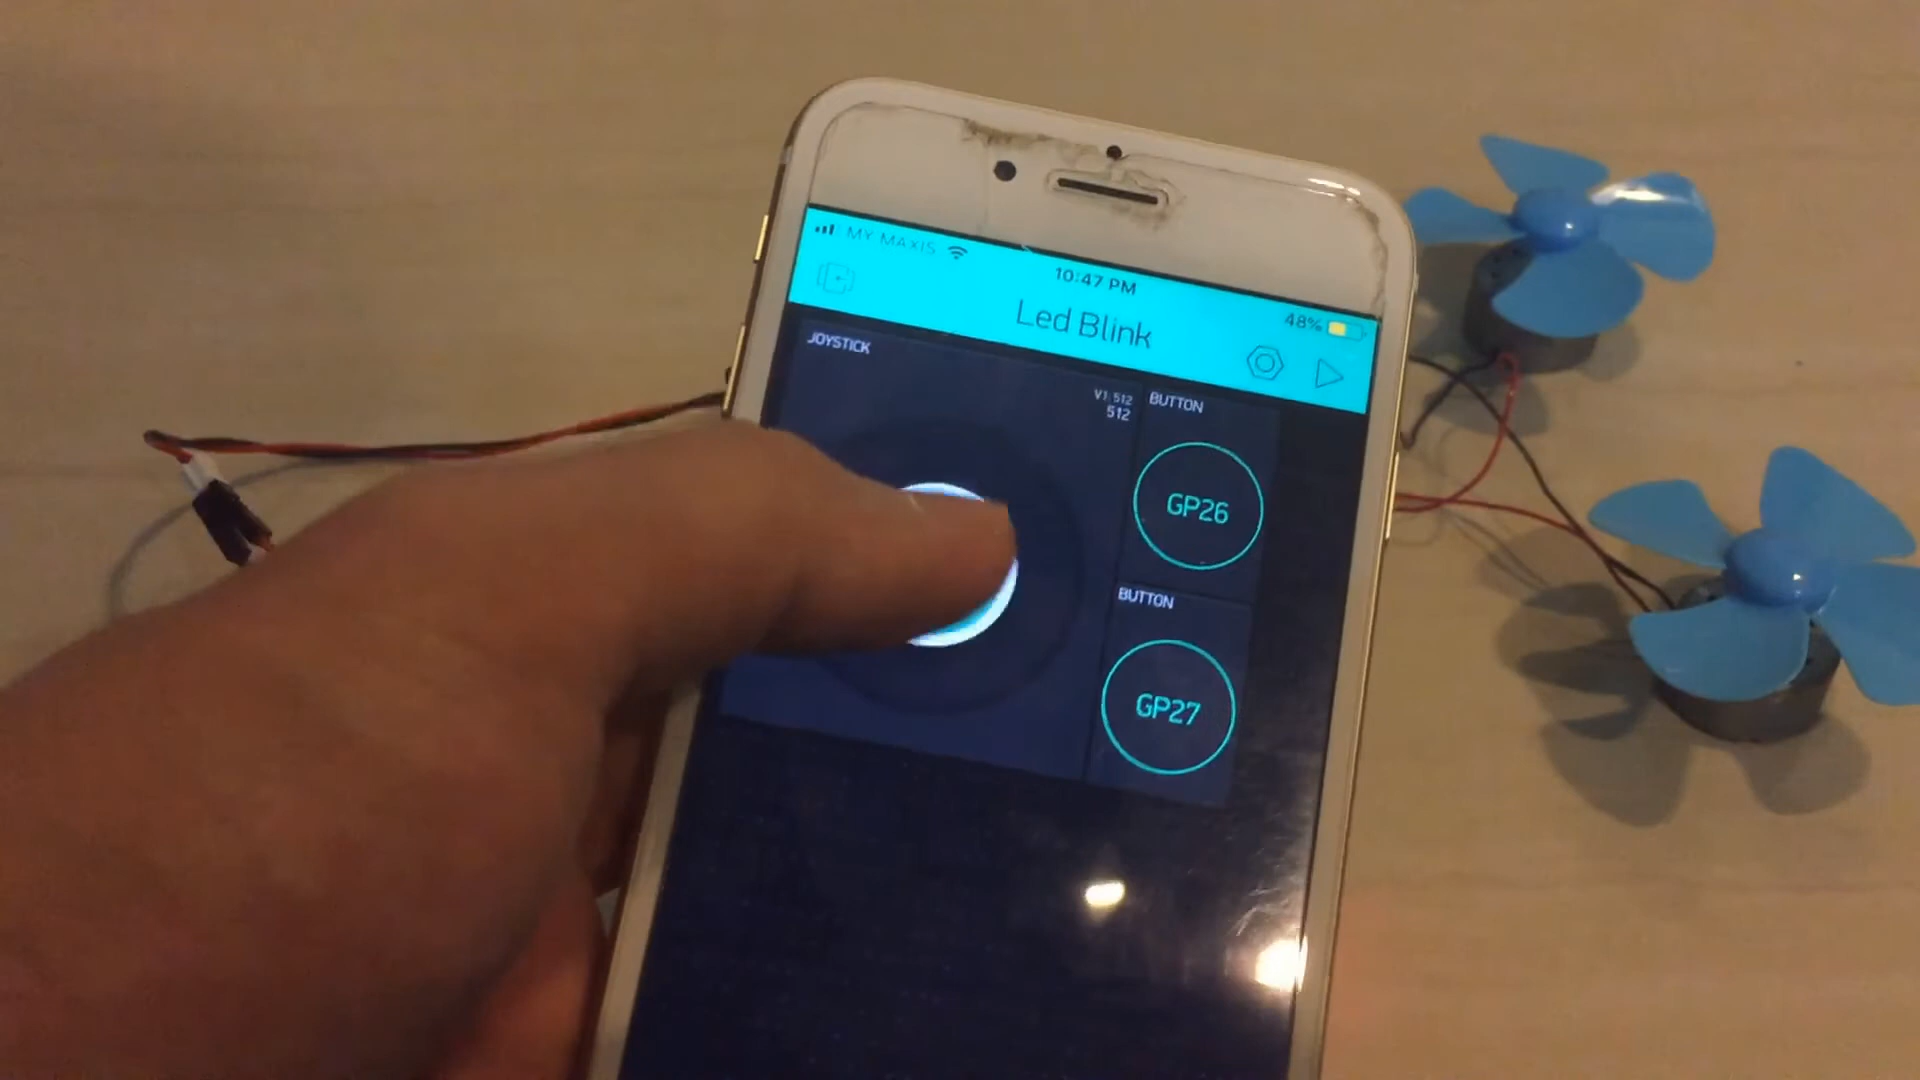 MY MAXIS
10:47 PM
48%
Led Blink
JOYSTICK
V1 512
512
BUTTON
GP26
BUTTON
GP27